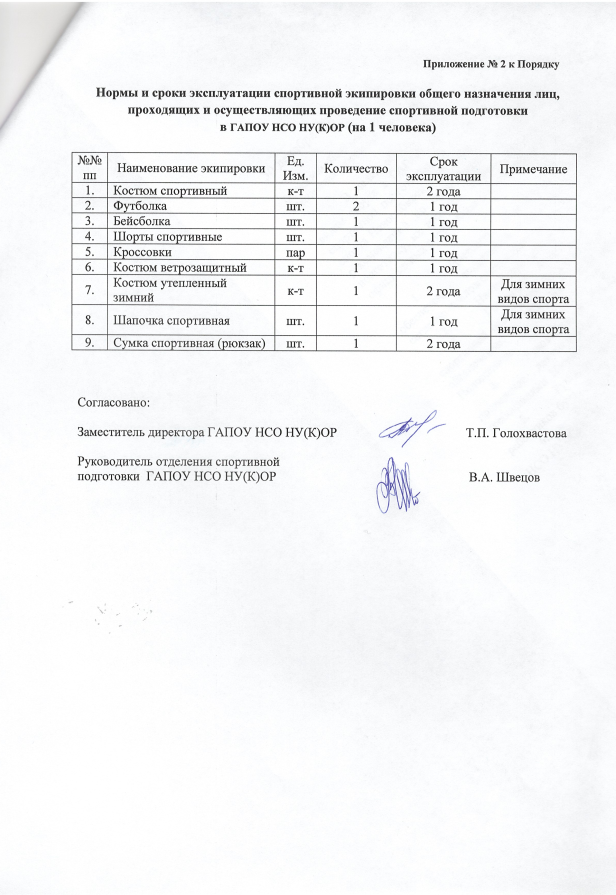 Приложение № 2 к Порядку
Нормы и сроки эксплуатации спортивной экипировки общего назначения лиц,
проходящих и осуществляющих проведение спортивной подготовки
в ГАПОУ НСО НУ(К)ОР (на 1 человека)
№№ пп Наименование экипировки Ед. Изм. Количество Срок эксплуатации Примечание
1. Костюм спортивный к-т 1 2 года
2. Футболка шт. 2 1 год
3. Бейсболка шт. 1 1 год
4. Шорты спортивные шт. 1 1 год
5. Кроссовки пар 1 1 год
6. Костюм ветрозащитный к-т 1 1 год
7. Костюм утепленный зимний к-т 1 2 года Для зимних видов спорта
8. Шапочка спортивная шт. 1 1 год Для зимних видов спорта
9. Сумка спортивная (рюкзак) шт. 1 2 года
Согласовано:
Заместитель директора ГАПОУ НСО НУ(К)ОР Т.П. Голохвастова
Руководитель отделения спортивной
подготовки ГАПОУ НСО НУ(К)ОР В.А. Швецов